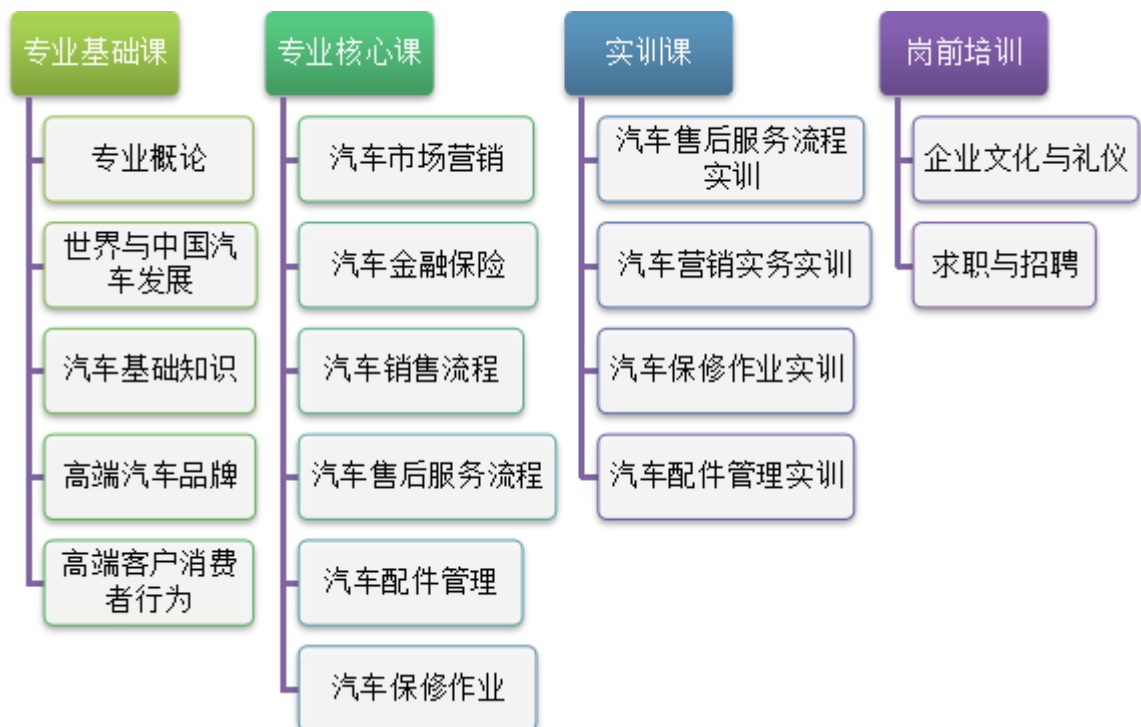 专业基础课
专业概论
世界与中国汽
车发展
汽车基础知识
高端汽车品牌
高端客户消费
者行为
专业核心课
汽车市场营销
汽车金融保险
汽车销售流程
汽车售后服务流程
汽车配件管理
汽车保修作业
实训课
汽车售后服务流程
实训
汽车营销实务实训
汽车保修作业实训
汽车配件管理实训
岗前培训
企业文化与礼仪
求职与招聘